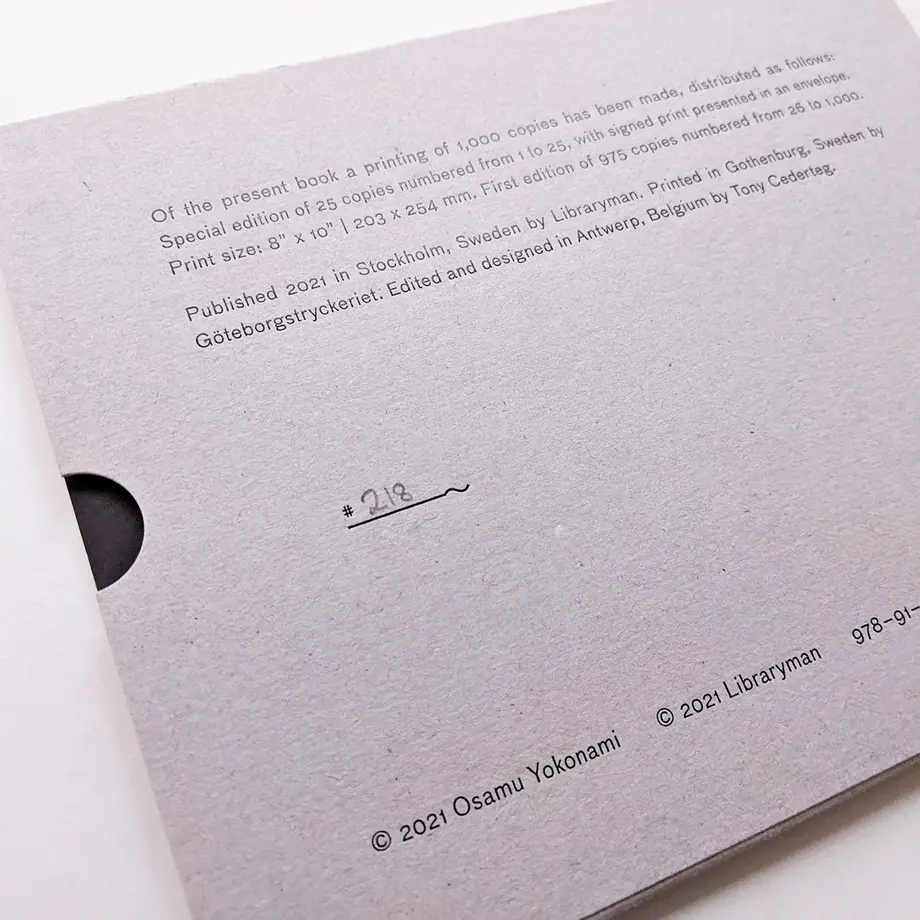 Of the present book a printing of 1,000 copies has been made, distributed as follows:
Special edition of 25 copies numbered from 1 to 25, with signed print presented in an envelope.
Print size: 8” x 10” | 203 x 254 mm. First edition of 975 copies numbered from 26 to 1,000.
Published 2021 in Stockholm, Sweden by Libraryman. Printed in Gothenburg, Sweden by
Göteborgstryckeriet. Edited and designed in Antwerp, Belgium by Tony Cederteg.
# 218
© 2021 Osamu Yokonami © 2021 Libraryman 978-91-